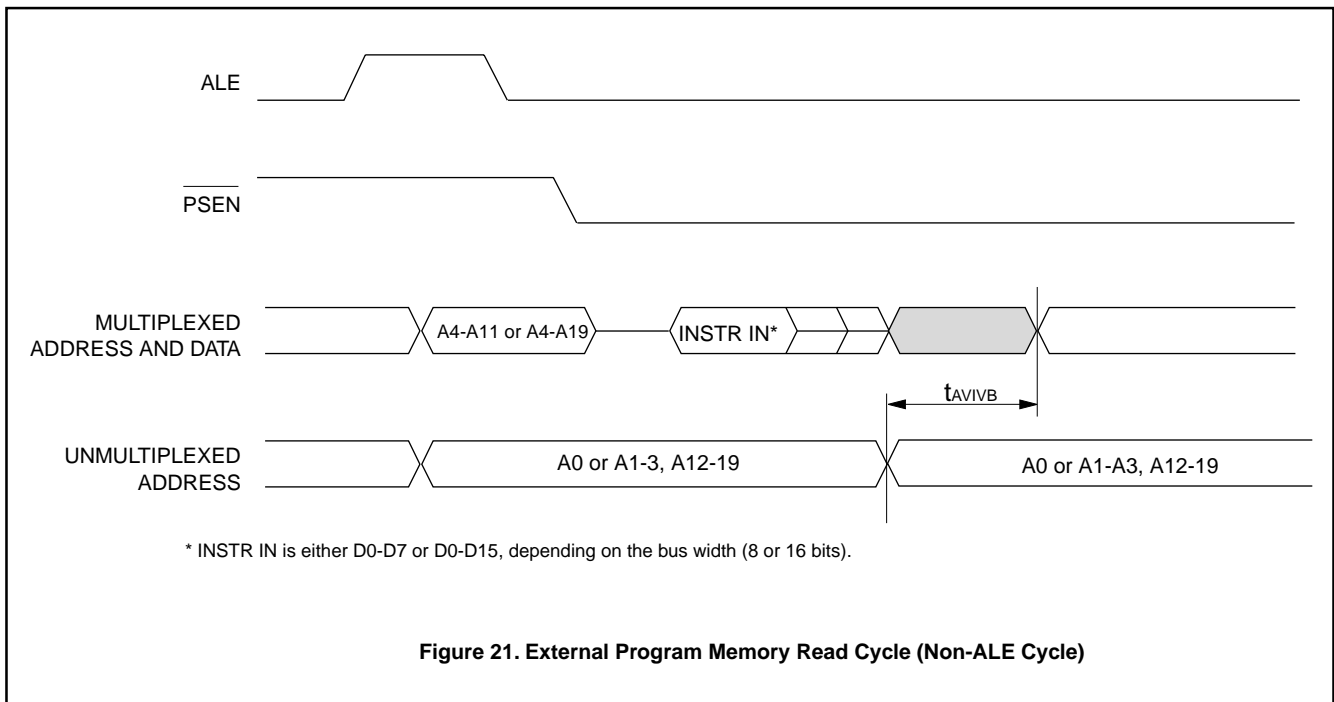 ALE
PSEN
MULTIPLEXED
ADDRESS AND DATA
A4-A11 or A4-A19
INSTR IN*
tAVIVB
UNMULTIPLEXED
ADDRESS
A0 or A1-3, A12-19
A0 or A1-A3, A12-19
* INSTR IN is either D0-D7 or D0-D15, depending on the bus width (8 or 16 bits).
Figure 21. External Program Memory Read Cycle (Non-ALE Cycle)